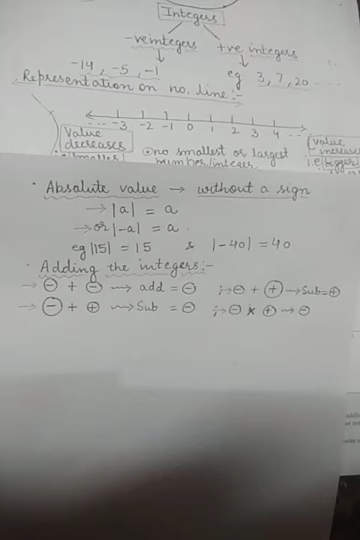 Integers
-ve integers +ve integers
-14, -5, -1 eg 3, 7, 20 ....
Representation on no. line:-
... -3 -2 -1 0 1 2 3 4 ...
Value decreases ⊙ no smallest or largest (value increases
i.e smaller number/integer. i.e bigger
• Absolute value → without a sign
→ |a| = a
→ or |-a| = a
eg |15| = 15 & |-40| = 40
• Adding the integers:-
→ ⊖ + ⊖ ⟿ add = ⊖ ;→ ⊖ + ⊕ ⟿ Sub = ⊕
→ ⊖ + ⊕ ⟿ Sub = ⊖ ;→ ⊖ × ⊕ ⟿ ⊖